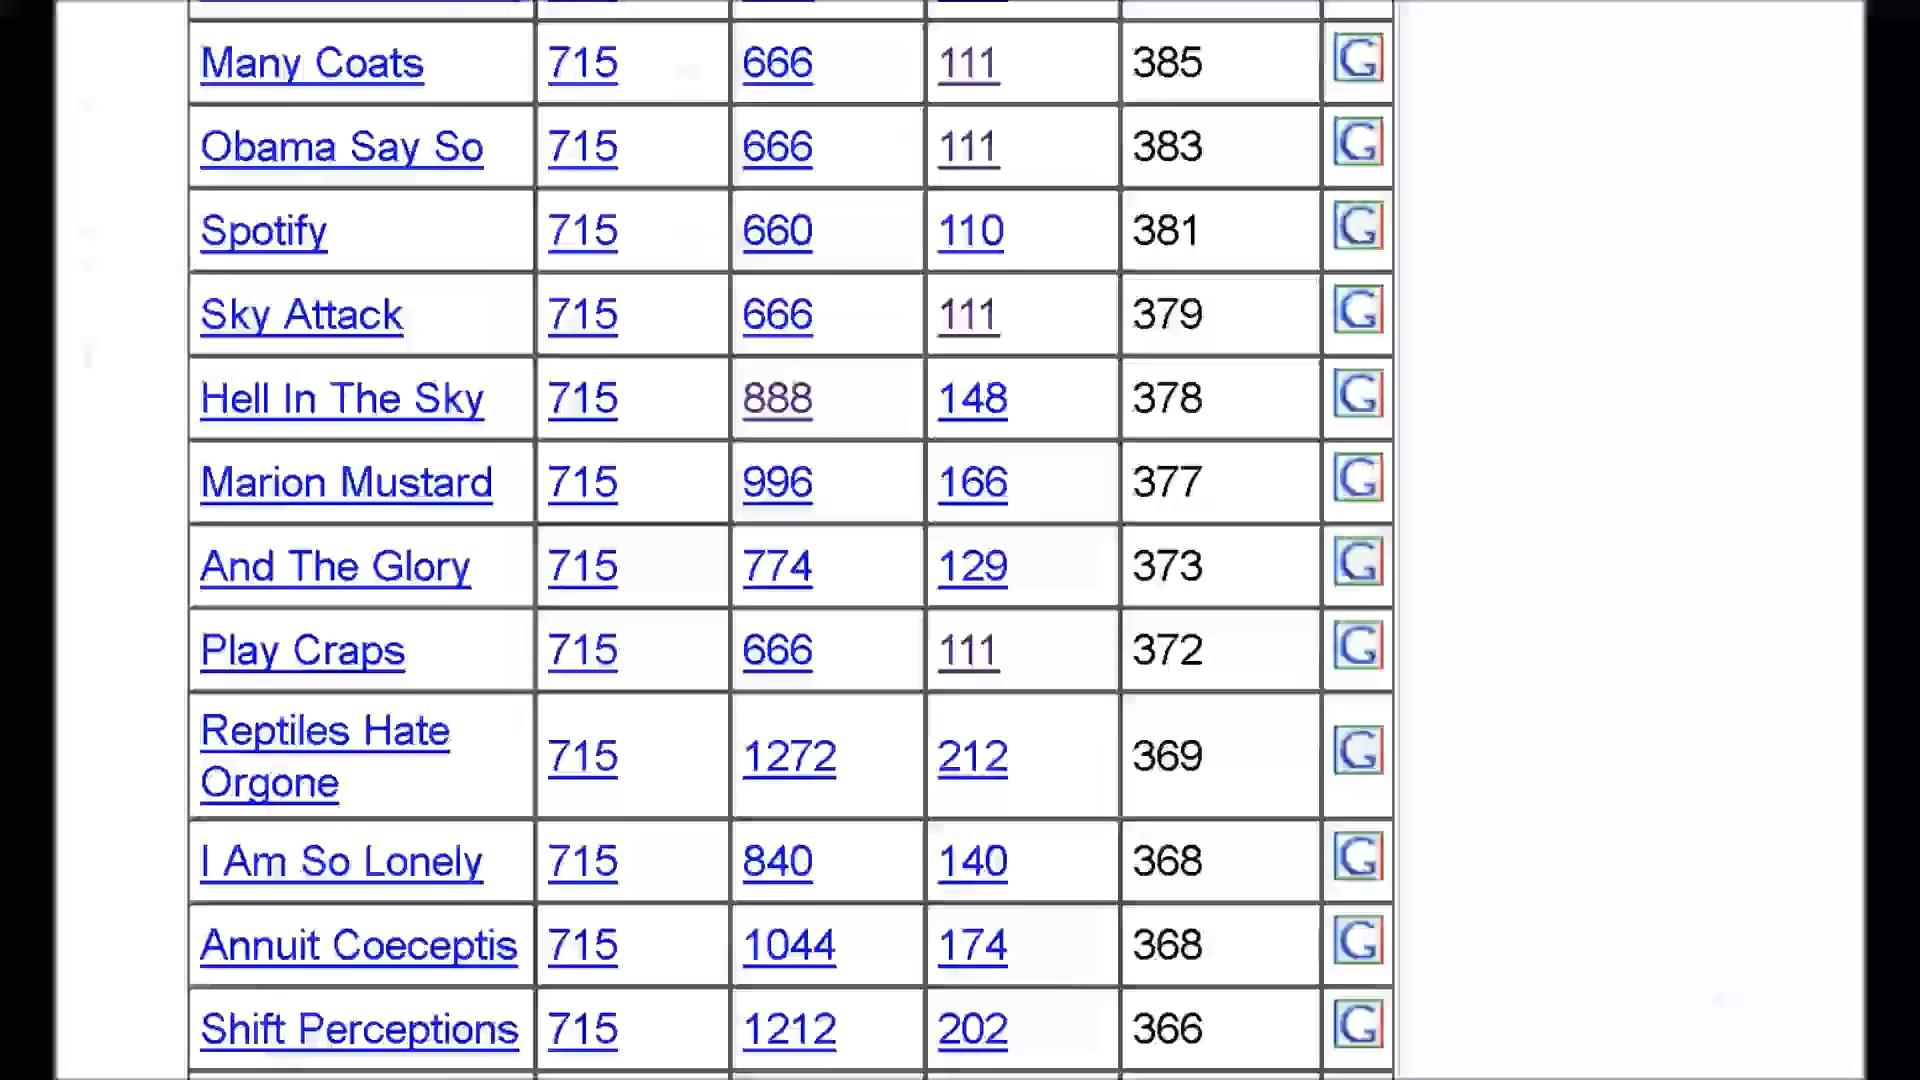 Many Coats 715 666 111 385 G
Obama Say So 715 666 111 383 G
Spotify 715 660 110 381 G
Sky Attack 715 666 111 379 G
Hell In The Sky 715 888 148 378 G
Marion Mustard 715 996 166 377 G
And The Glory 715 774 129 373 G
Play Craps 715 666 111 372 G
Reptiles Hate
Orgone 715 1272 212 369 G
I Am So Lonely 715 840 140 368 G
Annuit Coeceptis 715 1044 174 368 G
Shift Perceptions 715 1212 202 366 G